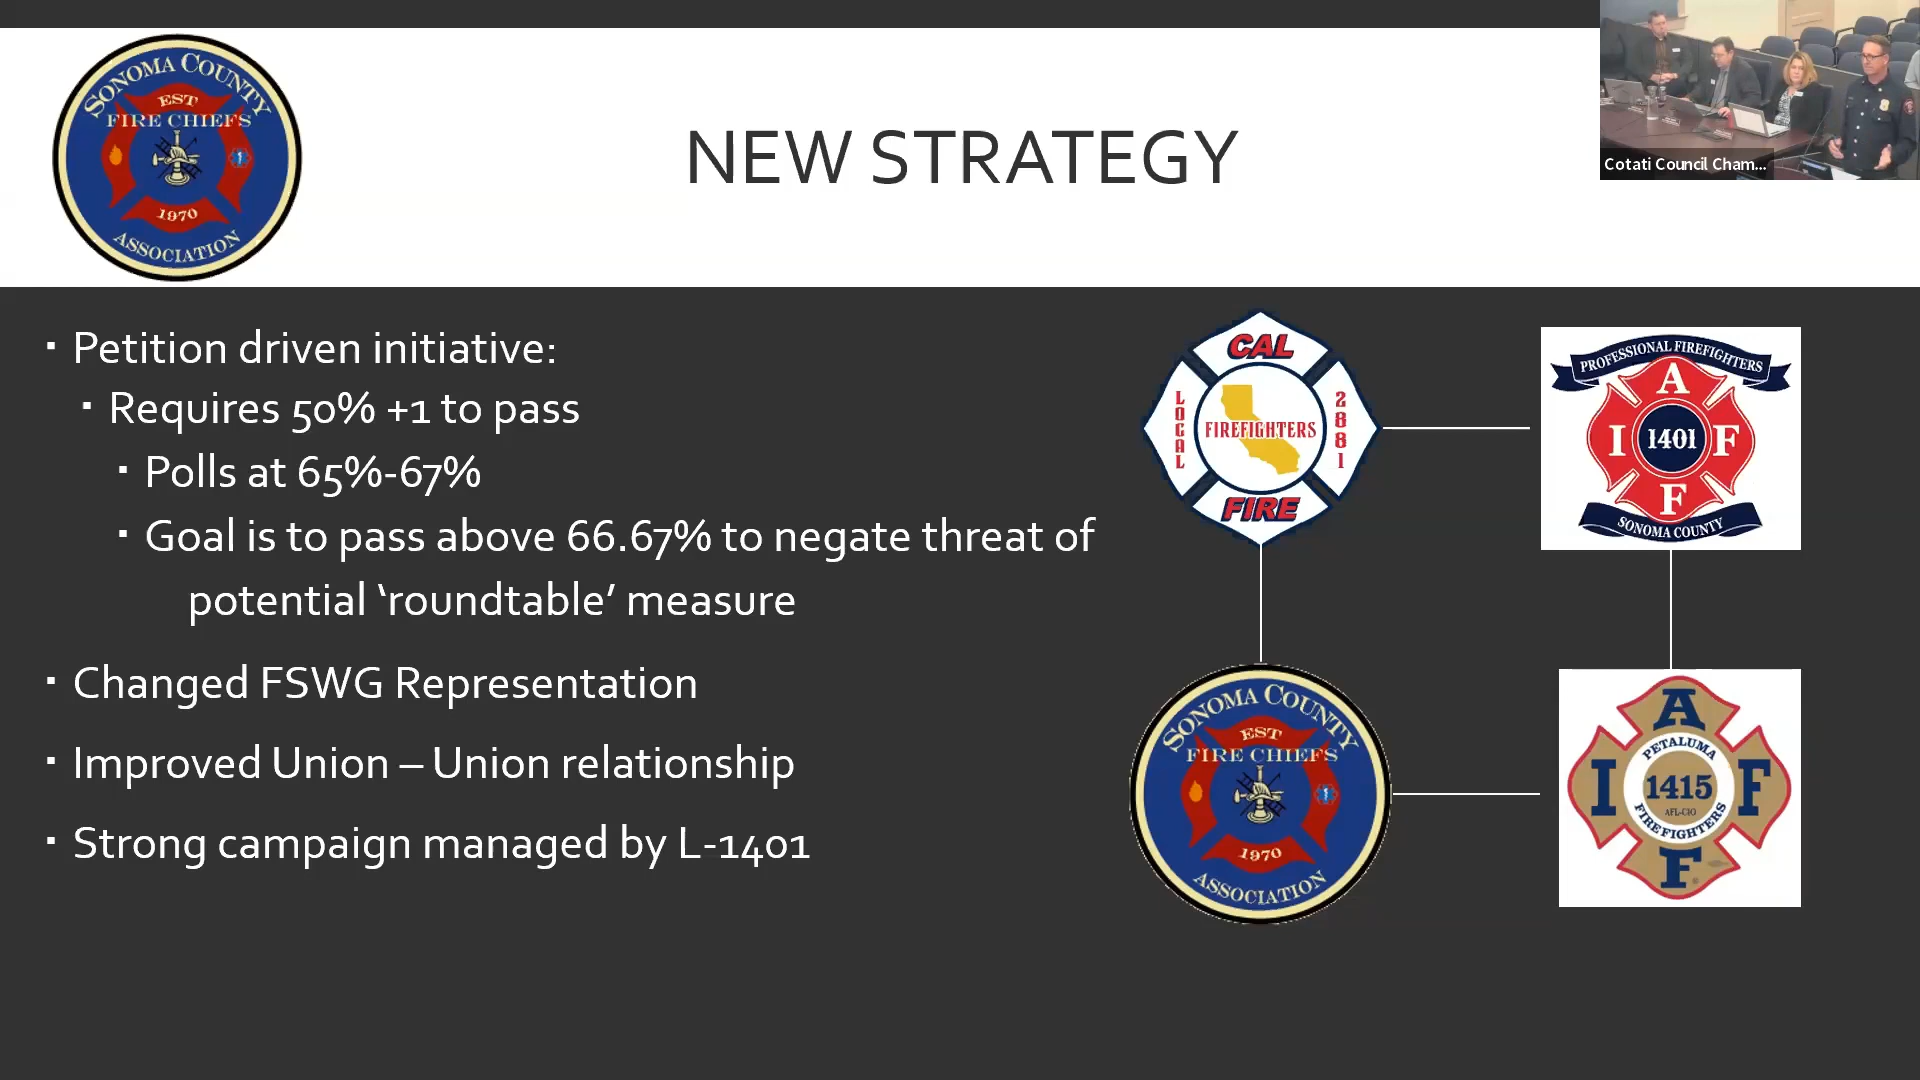 SONOMA COUNTY
EST
FIRE CHIEFS
1970
ASSOCIATION
NEW STRATEGY
Cotati Council Cham...
▪ Petition driven initiative:
▪ Requires 50% +1 to pass
▪ Polls at 65%-67%
▪ Goal is to pass above 66.67% to negate threat of
potential ‘roundtable’ measure
▪ Changed FSWG Representation
▪ Improved Union – Union relationship
▪ Strong campaign managed by L-1401
CAL
LOCAL
FIREFIGHTERS
2881
FIRE
PROFESSIONAL FIREFIGHTERS
A
I 1401 F
F
SONOMA COUNTY
SONOMA COUNTY
EST
FIRE CHIEFS
1970
ASSOCIATION
A
PETALUMA
I 1415 F
AFL-CIO
FIREFIGHTERS
F